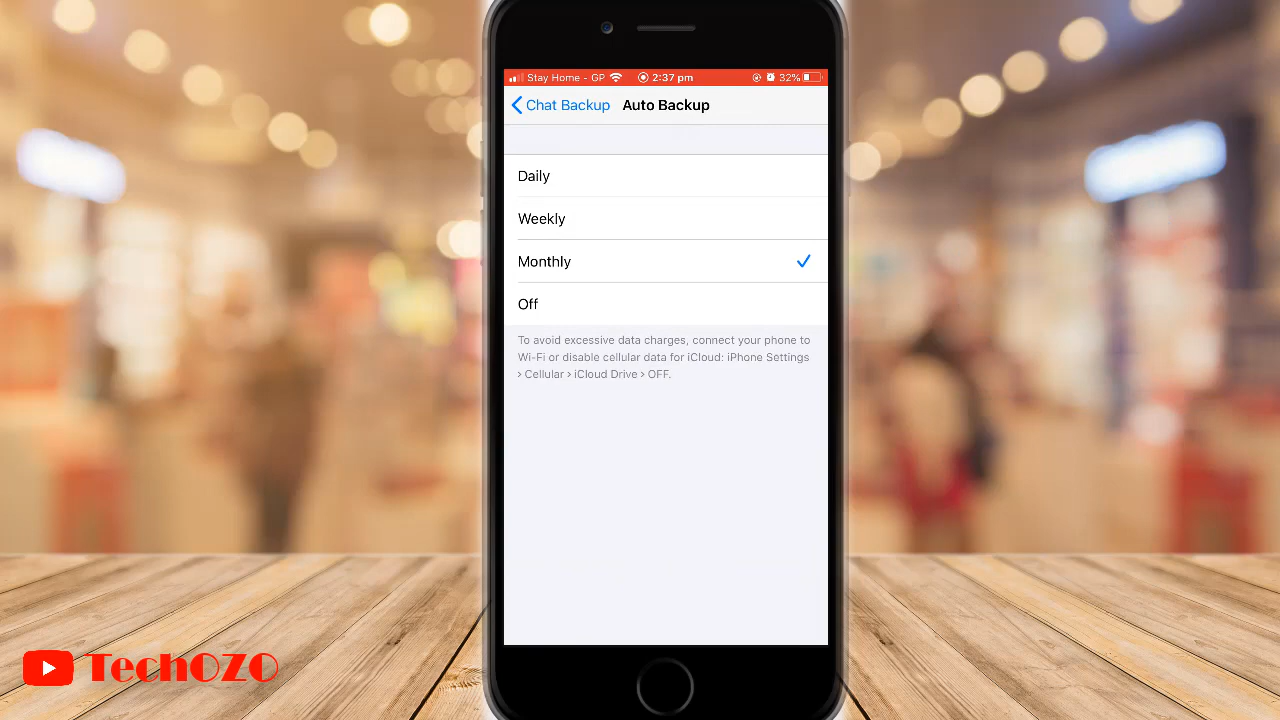 Stay Home - GP 2:37 pm 32%
Chat Backup Auto Backup
Daily
Weekly
Monthly
Off
To avoid excessive data charges, connect your phone to
Wi-Fi or disable cellular data for iCloud: iPhone Settings
> Cellular > iCloud Drive > OFF.
TechOZO